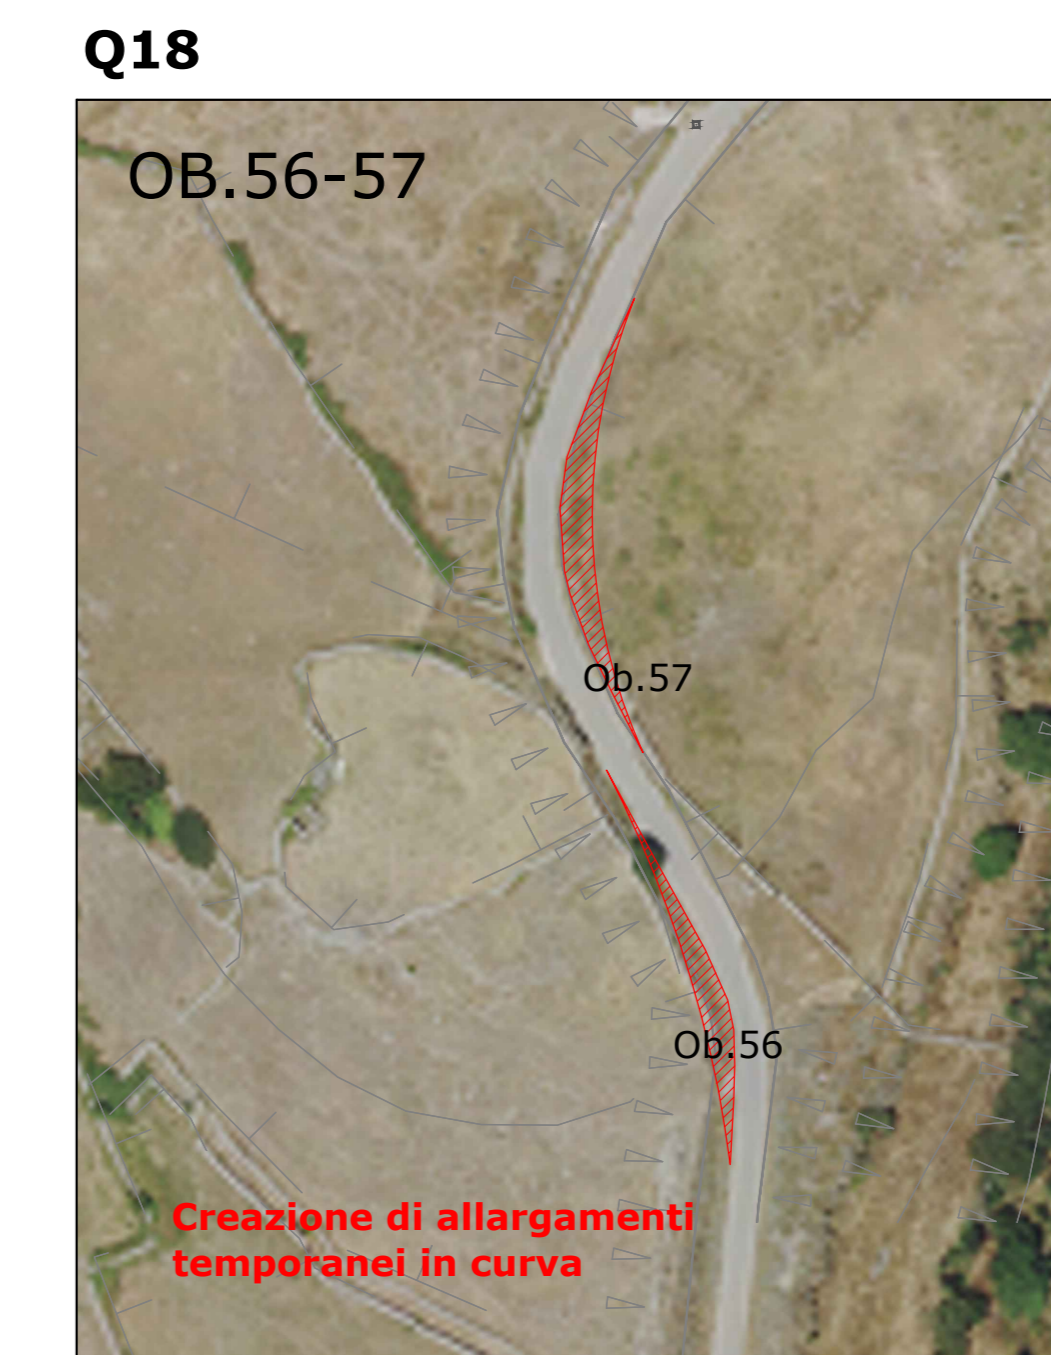 Q18
OB.56-57
Ob.57
Ob.56
Creazione di allargamenti
temporanei in curva